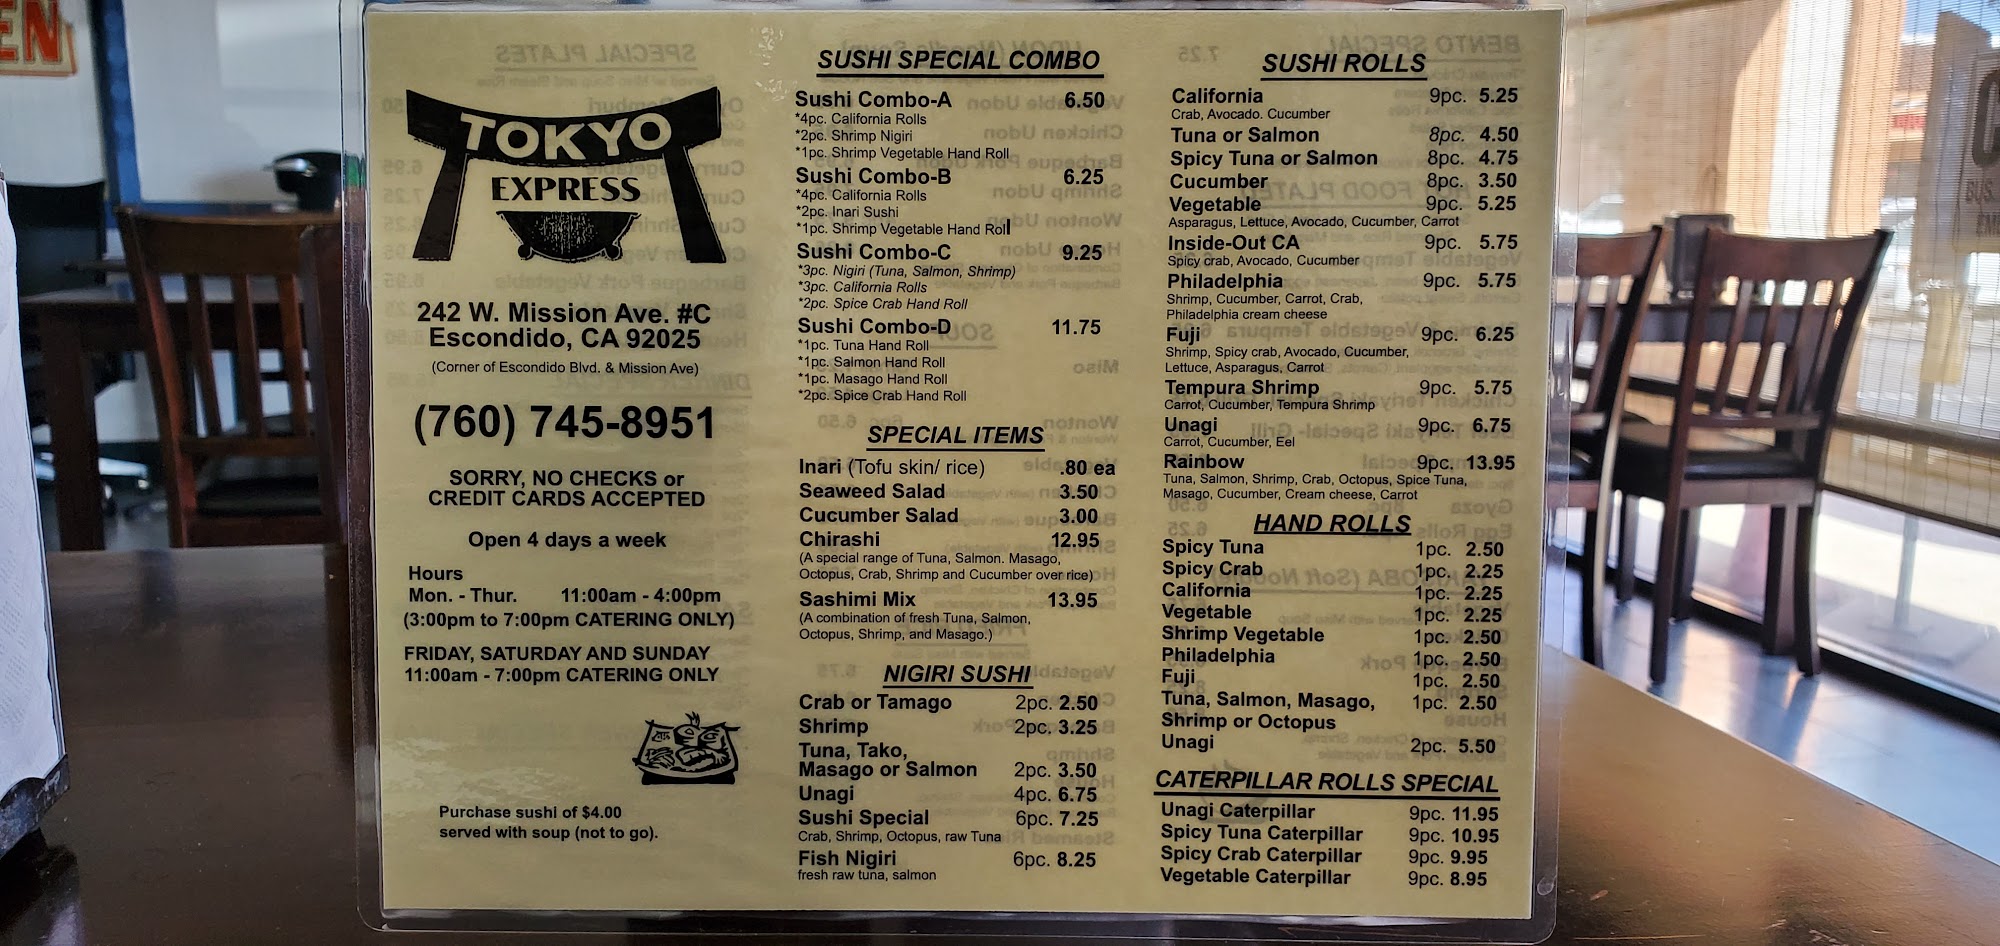 TOKYO
EXPRESS
242 W. Mission Ave. #C
Escondido, CA 92025
(Corner of Escondido Blvd. & Mission Ave)
(760) 745-8951
SORRY, NO CHECKS or
CREDIT CARDS ACCEPTED
Open 4 days a week
Hours
Mon. - Thur. 11:00am - 4:00pm
(3:00pm to 7:00pm CATERING ONLY)
FRIDAY, SATURDAY AND SUNDAY
11:00am - 7:00pm CATERING ONLY
Purchase sushi of $4.00
served with soup (not to go).
SUSHI SPECIAL COMBO
Sushi Combo-A 6.50
*4pc. California Rolls
*2pc. Shrimp Nigiri
*1pc. Shrimp Vegetable Hand Roll
Sushi Combo-B 6.25
*4pc. California Rolls
*2pc. Inari Sushi
*1pc. Shrimp Vegetable Hand Roll
Sushi Combo-C 9.25
*3pc. Nigiri (Tuna, Salmon, Shrimp)
*3pc. California Rolls
*2pc. Spice Crab Hand Roll
Sushi Combo-D 11.75
*1pc. Tuna Hand Roll
*1pc. Salmon Hand Roll
*1pc. Masago Hand Roll
*2pc. Spice Crab Hand Roll
SPECIAL ITEMS
Inari (Tofu skin/ rice) .80 ea
Seaweed Salad 3.50
Cucumber Salad 3.00
Chirashi 12.95
(A special range of Tuna, Salmon. Masago,
Octopus, Crab, Shrimp and Cucumber over rice)
Sashimi Mix 13.95
(A combination of fresh Tuna, Salmon,
Octopus, Shrimp, and Masago.)
NIGIRI SUSHI
Crab or Tamago 2pc. 2.50
Shrimp 2pc. 3.25
Tuna, Tako,
Masago or Salmon 2pc. 3.50
Unagi 4pc. 6.75
Sushi Special 6pc. 7.25
Crab, Shrimp, Octopus, raw Tuna
Fish Nigiri 6pc. 8.25
fresh raw tuna, salmon
SUSHI ROLLS
California 9pc. 5.25
Crab, Avocado. Cucumber
Tuna or Salmon 8pc. 4.50
Spicy Tuna or Salmon 8pc. 4.75
Cucumber 8pc. 3.50
Vegetable 9pc. 5.25
Asparagus, Lettuce, Avocado, Cucumber, Carrot
Inside-Out CA 9pc. 5.75
Spicy crab, Avocado, Cucumber
Philadelphia 9pc. 5.75
Shrimp, Cucumber, Carrot, Crab,
Philadelphia cream cheese
Fuji 9pc. 6.25
Shrimp, Spicy crab, Avocado, Cucumber,
Lettuce, Asparagus, Carrot
Tempura Shrimp 9pc. 5.75
Carrot, Cucumber, Tempura Shrimp
Unagi 9pc. 6.75
Carrot, Cucumber, Eel
Rainbow 9pc. 13.95
Tuna, Salmon, Shrimp, Crab, Octopus, Spice Tuna,
Masago, Cucumber, Cream cheese, Carrot
HAND ROLLS
Spicy Tuna 1pc. 2.50
Spicy Crab 1pc. 2.25
California 1pc. 2.25
Vegetable 1pc. 2.25
Shrimp Vegetable 1pc. 2.50
Philadelphia 1pc. 2.50
Fuji 1pc. 2.50
Tuna, Salmon, Masago, 1pc. 2.50
Shrimp or Octopus
Unagi 2pc. 5.50
CATERPILLAR ROLLS SPECIAL
Unagi Caterpillar 9pc. 11.95
Spicy Tuna Caterpillar 9pc. 10.95
Spicy Crab Caterpillar 9pc. 9.95
Vegetable Caterpillar 9pc. 8.95